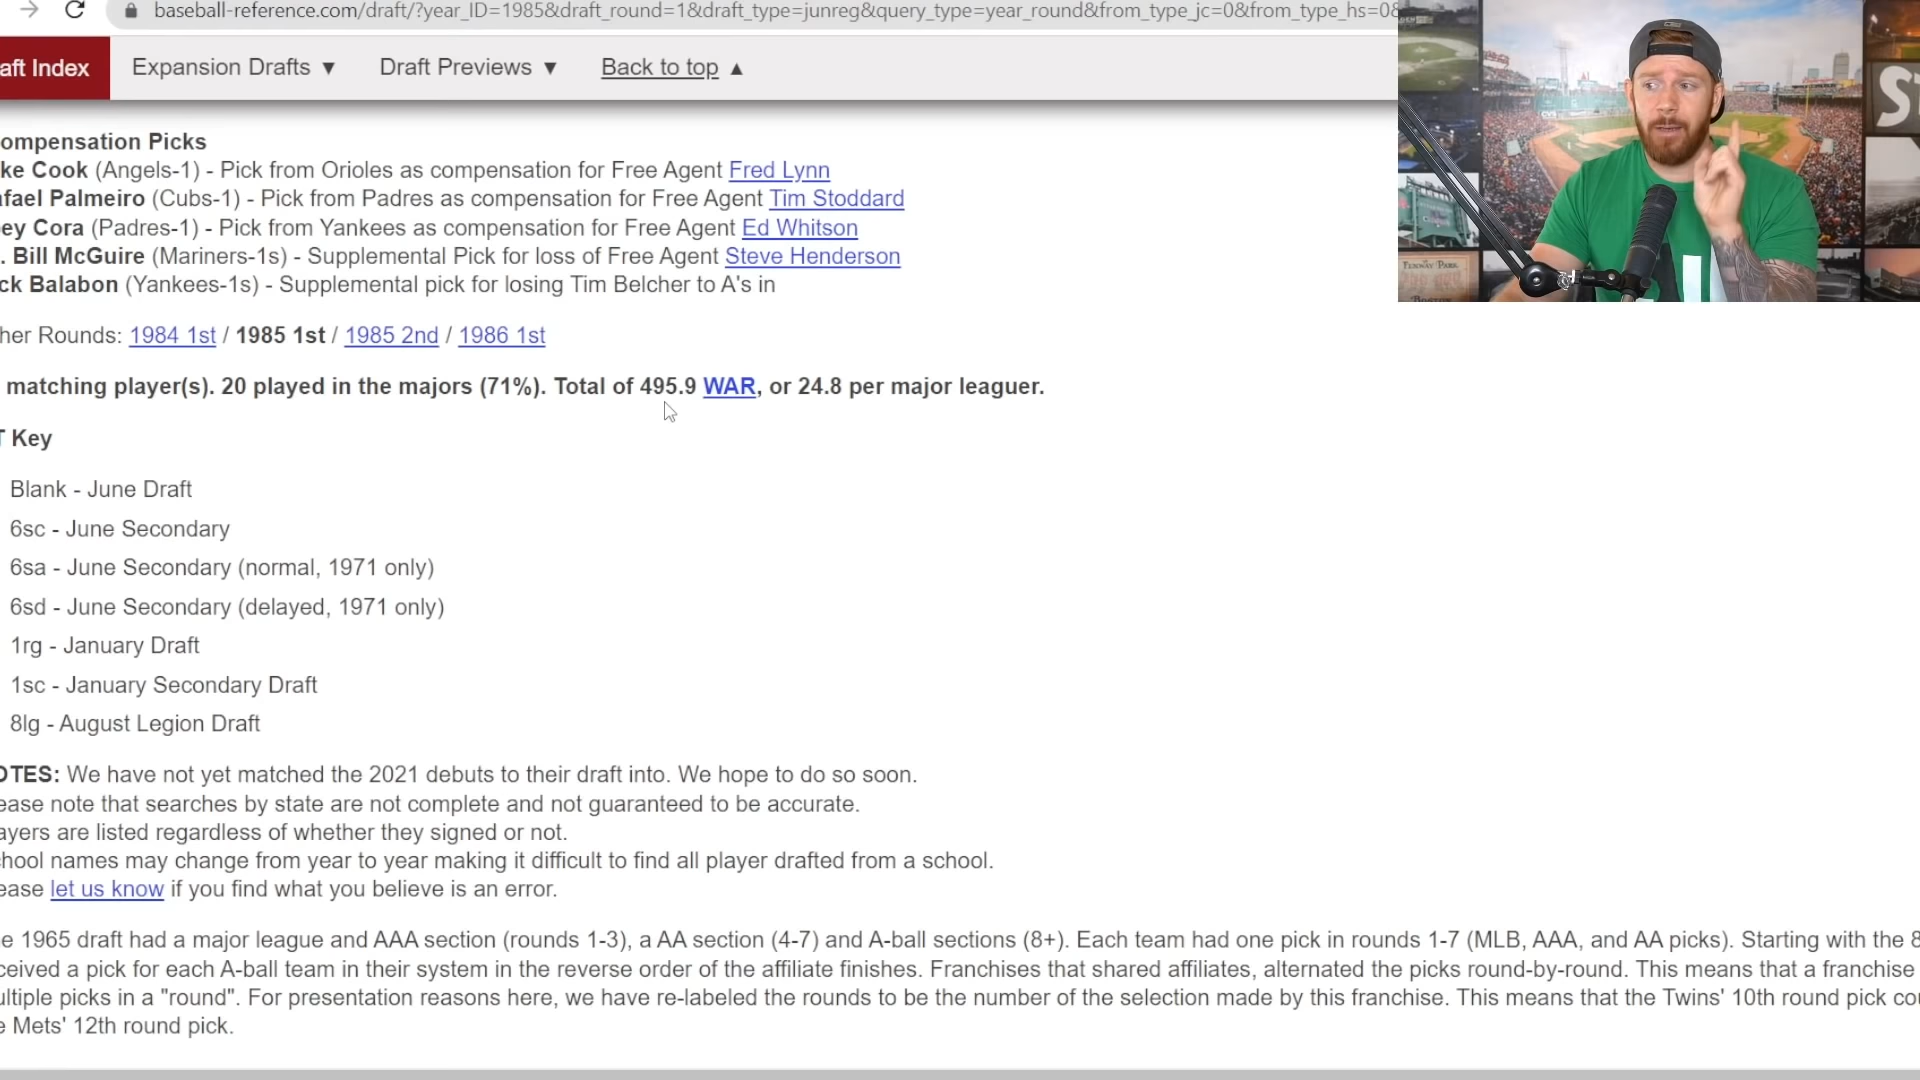 baseball-reference.com/draft/?year_ID=1985&draft_round=1&draft_type=junreg&query_type=year_round&from_type_jc=0&from_type_hs=0&
aft Index Expansion Drafts ▼ Draft Previews ▼ Back to top ▲
ompensation Picks
ke Cook (Angels-1) - Pick from Orioles as compensation for Free Agent Fred Lynn
afael Palmeiro (Cubs-1) - Pick from Padres as compensation for Free Agent Tim Stoddard
ey Cora (Padres-1) - Pick from Yankees as compensation for Free Agent Ed Whitson
. Bill McGuire (Mariners-1s) - Supplemental Pick for loss of Free Agent Steve Henderson
ck Balabon (Yankees-1s) - Supplemental pick for losing Tim Belcher to A's in
her Rounds: 1984 1st / 1985 1st / 1985 2nd / 1986 1st
matching player(s). 20 played in the majors (71%). Total of 495.9 WAR, or 24.8 per major leaguer.
T Key
Blank - June Draft
6sc - June Secondary
6sa - June Secondary (normal, 1971 only)
6sd - June Secondary (delayed, 1971 only)
1rg - January Draft
1sc - January Secondary Draft
8lg - August Legion Draft
OTES: We have not yet matched the 2021 debuts to their draft into. We hope to do so soon.
ease note that searches by state are not complete and not guaranteed to be accurate.
ayers are listed regardless of whether they signed or not.
hool names may change from year to year making it difficult to find all player drafted from a school.
ease let us know if you find what you believe is an error.
e 1965 draft had a major league and AAA section (rounds 1-3), a AA section (4-7) and A-ball sections (8+). Each team had one pick in rounds 1-7 (MLB, AAA, and AA picks). Starting with the 8
ceived a pick for each A-ball team in their system in the reverse order of the affiliate finishes. Franchises that shared affiliates, alternated the picks round-by-round. This means that a franchise
ultiple picks in a "round". For presentation reasons here, we have re-labeled the rounds to be the number of the selection made by this franchise. This means that the Twins' 10th round pick co
e Mets' 12th round pick.
ST
FENWAY PARK
BOSTON